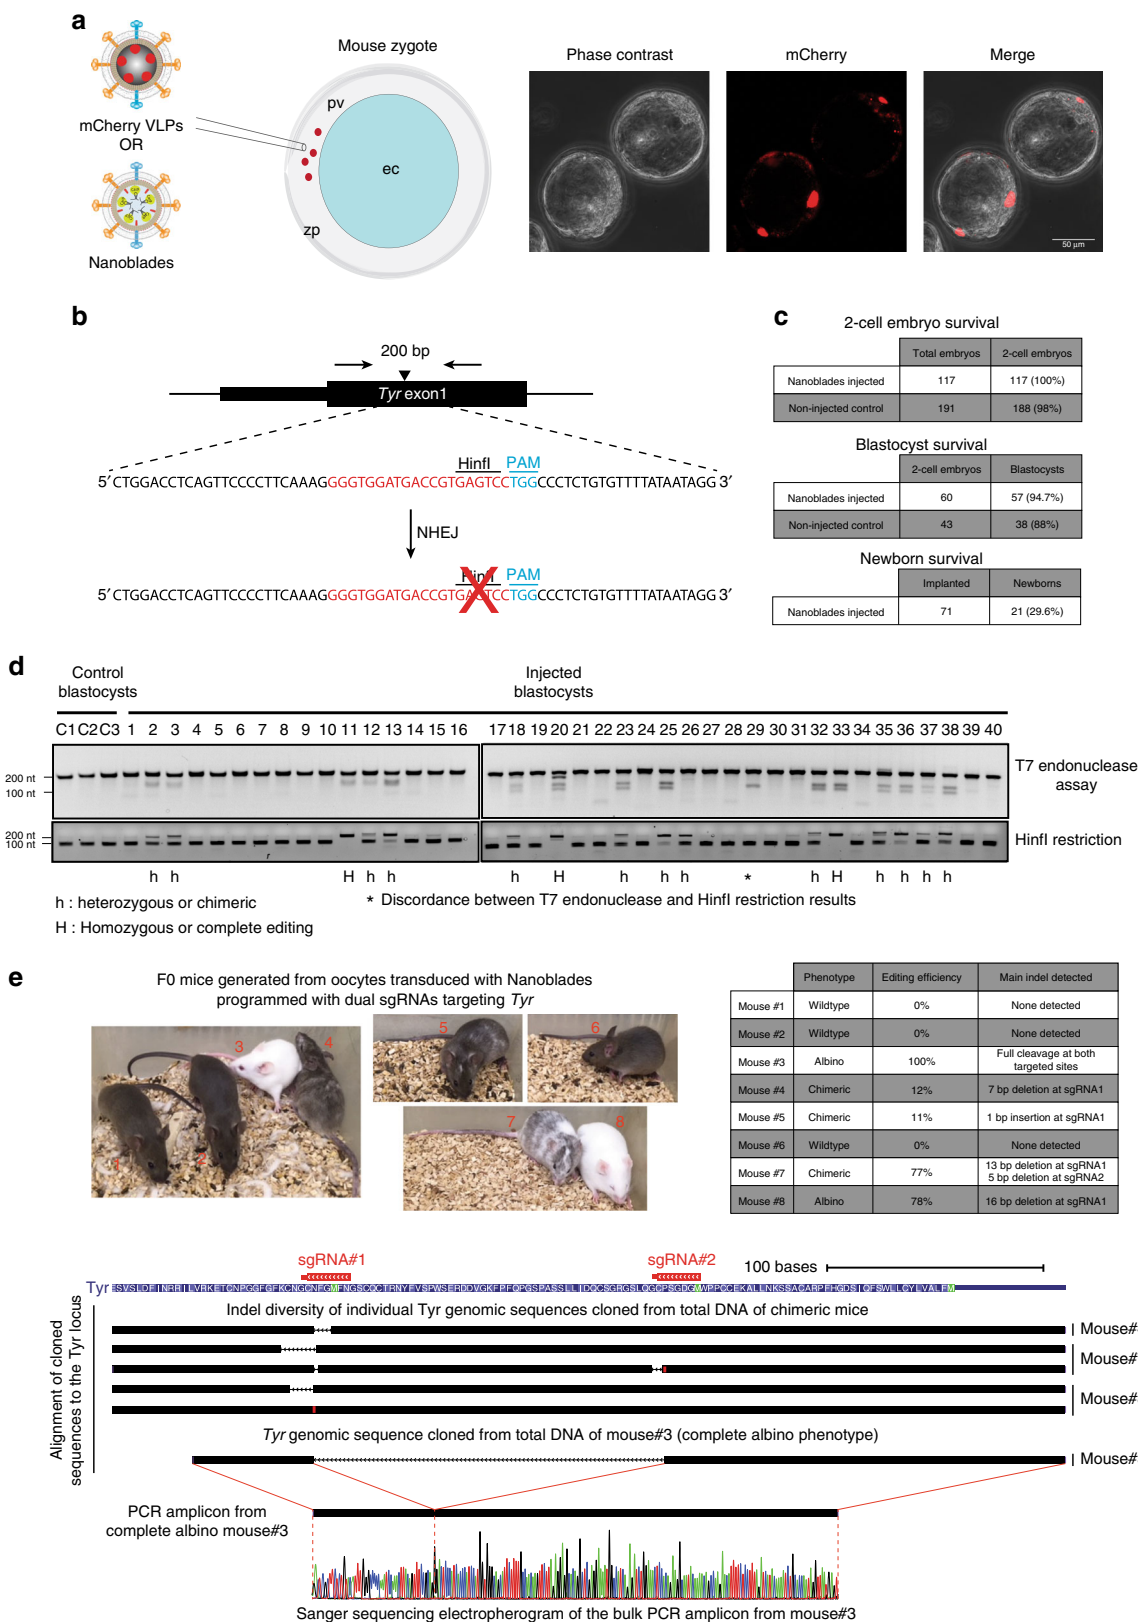 a
mCherry VLPs
OR
Nanoblades
Mouse zygote
pv
ec
zp
Phase contrast
mCherry
Merge
50 µm
b
200 bp
Tyr exon1
HinfI
PAM
5′CTGGACCTCAGTTCCCCTTCAAAGGGGTGGATGACCGTGAGTCCTGGCCCTCTGTGTTTTATAATAGG3′
NHEJ
HinfI
PAM
5′CTGGACCTCAGTTCCCCTTCAAAGGGGTGGATGACCGTGAGTCCTGGCCCTCTGTGTTTTATAATAGG3′
c
2-cell embryo survival
Total embryos 2-cell embryos
Nanoblades injected 117 117 (100%)
Non-injected control 191 188 (98%)
Blastocyst survival
2-cell embryos Blastocysts
Nanoblades injected 60 57 (94.7%)
Non-injected control 43 38 (88%)
Newborn survival
Implanted Newborns
Nanoblades injected 71 21 (29.6%)
d
Control
blastocysts
Injected
blastocysts
C1 C2 C3 1 2 3 4 5 6 7 8 9 10 11 12 13 14 15 16 17 18 19 20 21 22 23 24 25 26 27 28 29 30 31 32 33 34 35 36 37 38 39 40
200 nt
100 nt
T7 endonuclease
assay
200 nt
100 nt
HinfI restriction
h h H h h h H h h h * h H h h h h
h : heterozygous or chimeric
* Discordance between T7 endonuclease and HinfI restriction results
H : Homozygous or complete editing
e
F0 mice generated from oocytes transduced with Nanoblades
programmed with dual sgRNAs targeting Tyr
1
2
3
4
5
6
7
8
Phenotype Editing efficiency Main indel detected
Mouse #1 Wildtype 0% None detected
Mouse #2 Wildtype 0% None detected
Mouse #3 Albino 100% Full cleavage at both targeted sites
Mouse #4 Chimeric 12% 7 bp deletion at sgRNA1
Mouse #5 Chimeric 11% 1 bp insertion at sgRNA1
Mouse #6 Wildtype 0% None detected
Mouse #7 Chimeric 77% 13 bp deletion at sgRNA1 5 bp deletion at sgRNA2
Mouse #8 Albino 78% 16 bp deletion at sgRNA1
sgRNA#1
sgRNA#2
100 bases
Tyr
Indel diversity of individual Tyr genomic sequences cloned from total DNA of chimeric mice
Alignment of cloned
sequences to the Tyr locus
Mouse#
Mouse#
Mouse#
Tyr genomic sequence cloned from total DNA of mouse#3 (complete albino phenotype)
Mouse#
PCR amplicon from
complete albino mouse#3
Sanger sequencing electropherogram of the bulk PCR amplicon from mouse#3